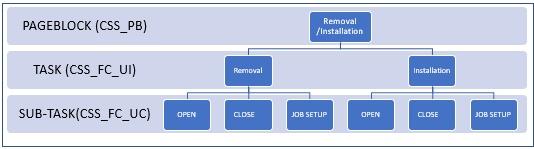 PAGEBLOCK (CSS_PB)
Removal
/Installation
TASK (CSS_FC_UI)
Removal
Installation
SUB-TASK(CSS_FC_UC)
OPEN
CLOSE
JOB SETUP
OPEN
CLOSE
JOB SETUP